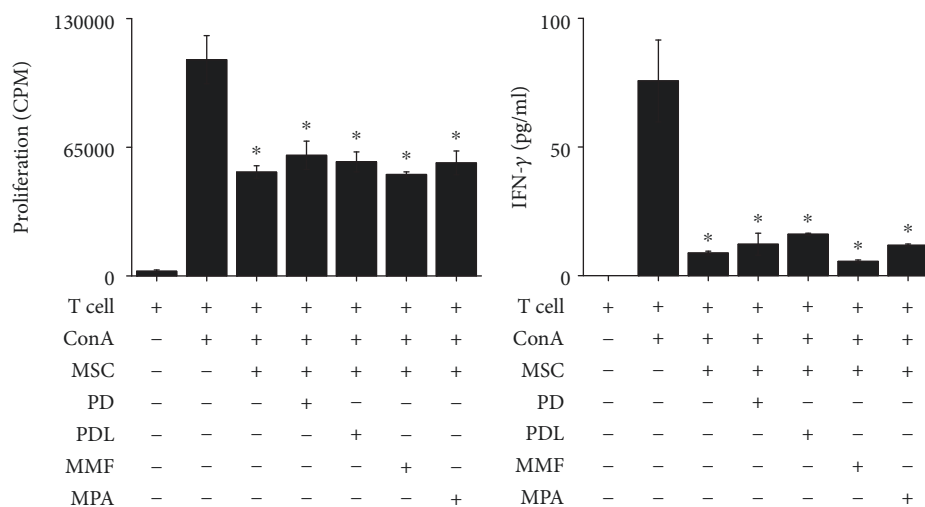 130000
65000
0
Proliferation (CPM)
* * * * *
T cell + + + + + + +
ConA – + + + + + +
MSC – – + + + + +
PD – – – + – – –
PDL – – – – + – –
MMF – – – – – + –
MPA – – – – – – +
100
50
0
IFN-γ (pg/ml)
* * * * *
T cell + + + + + + +
ConA – + + + + + +
MSC – – + + + + +
PD – – – + – – –
PDL – – – – + – –
MMF – – – – – + –
MPA – – – – – – +